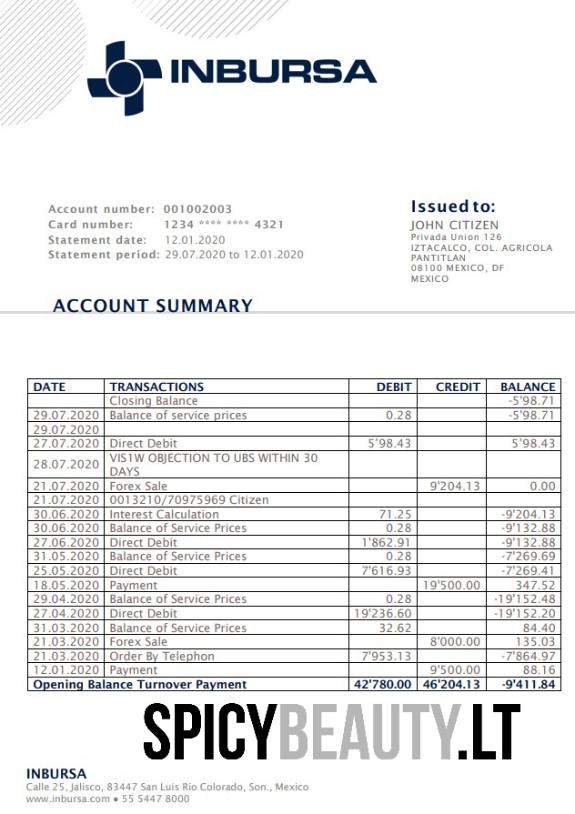 INBURSA
Account number: 001002003
Card number: 1234 **** **** 4321
Statement date: 12.01.2020
Statement period: 29.07.2020 to 12.01.2020
Issued to:
JOHN CITIZEN
Privada Union 126
IZTACALCO, COL. AGRICOLA
PANTITLAN
08100 MEXICO, DF
MEXICO
ACCOUNT SUMMARY
DATE TRANSACTIONS DEBIT CREDIT BALANCE
Closing Balance -5'98.71
29.07.2020 Balance of service prices 0.28 -5'98.71
29.07.2020
27.07.2020 Direct Debit 5'98.43 5'98.43
28.07.2020 VIS1W OBJECTION TO UBS WITHIN 30
DAYS
21.07.2020 Forex Sale 9'204.13 0.00
21.07.2020 0013210/70975969 Citizen
30.06.2020 Interest Calculation 71.25 -9'204.13
30.06.2020 Balance of Service Prices 0.28 -9'132.88
27.06.2020 Direct Debit 1'862.91 -9'132.88
31.05.2020 Balance of Service Prices 0.28 -7'269.69
25.05.2020 Direct Debit 7'616.93 -7'269.41
18.05.2020 Payment 19'500.00 347.52
29.04.2020 Balance of Service Prices 0.28 -19'152.48
27.04.2020 Direct Debit 19'236.60 -19'152.20
31.03.2020 Balance of Service Prices 32.62 84.40
21.03.2020 Forex Sale 8'000.00 135.03
21.03.2020 Order By Telephon 7'953.13 -7'864.97
12.01.2020 Payment 9'500.00 88.16
Opening Balance Turnover Payment 42'780.00 46'204.13 -9'411.84
SPICYBEAUTY.LT
INBURSA
Calle 25, Jalisco, 83447 San Luis Río Colorado, Son., Mexico
www.inbursa.com ● 55 5447 8000